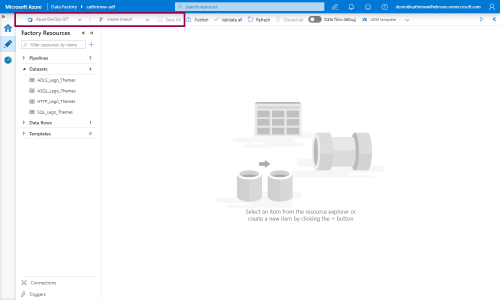 Microsoft Azure | Data Factory ▸ cathrinew-adf
Search resources
demo@cathrinewilhelmsen.onmicrosoft.com
Azure DevOps GIT / master branch Save All Publish Validate all Refresh Discard all Data flow debug ARM template
Factory Resources
Filter resources by name
Pipelines 5
Datasets 4
ADLS_Lego_Themes
ASQL_Lego_Themes
HTTP_Lego_Themes
SQL_Lego_Themes
Data flows 1
Templates 0
Select an item from the resource explorer or
create a new item by clicking the + button
Connections
Triggers